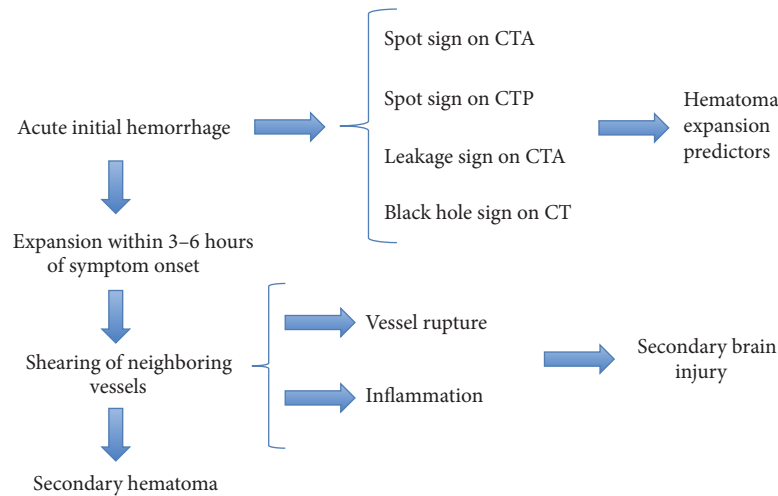 Spot sign on CTA
Spot sign on CTP
Acute initial hemorrhage
Leakage sign on CTA
Black hole sign on CT
Hematoma
expansion
predictors
Expansion within 3–6 hours
of symptom onset
Shearing of neighboring
vessels
Vessel rupture
Inflammation
Secondary brain
injury
Secondary hematoma